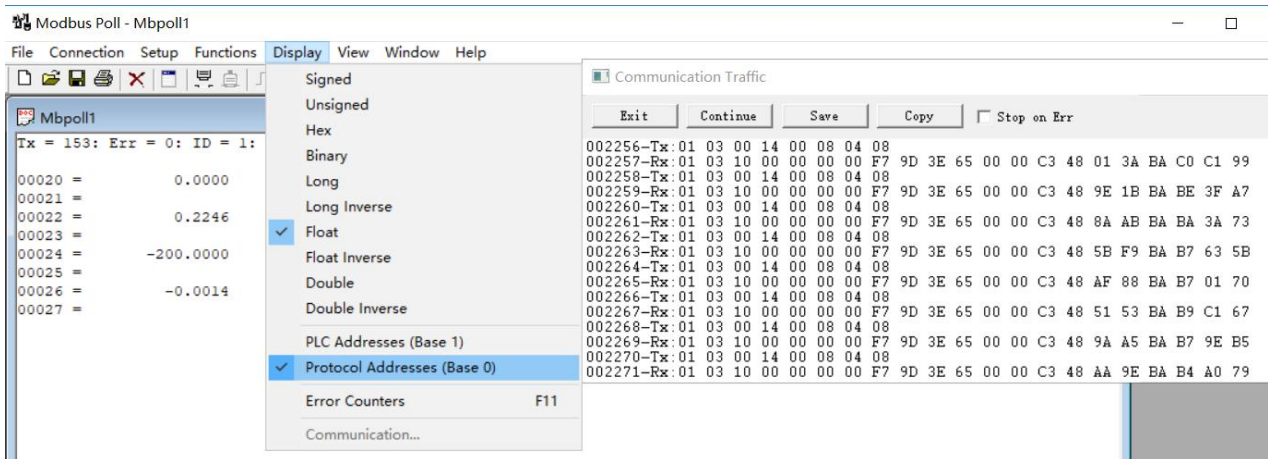 Modbus Poll - Mbpoll1
File Connection Setup Functions Display View Window Help
Mbpoll1
Tx = 153: Err = 0: ID = 1:
00020 = 0.0000
00021 =
00022 = 0.2246
00023 =
00024 = -200.0000
00025 =
00026 = -0.0014
00027 =
Signed
Unsigned
Hex
Binary
Long
Long Inverse
Float
Float Inverse
Double
Double Inverse
PLC Addresses (Base 1)
Protocol Addresses (Base 0)
Error Counters F11
Communication...
Communication Traffic
Exit Continue Save Copy Stop on Err
002256-Tx:01 03 00 14 00 08 04 08
002257-Rx:01 03 10 00 00 00 00 F7 9D 3E 65 00 00 C3 48 01 3A BA C0 C1 99
002258-Tx:01 03 00 14 00 08 04 08
002259-Rx:01 03 10 00 00 00 00 F7 9D 3E 65 00 00 C3 48 9E 1B BA BE 3F A7
002260-Tx:01 03 00 14 00 08 04 08
002261-Rx:01 03 10 00 00 00 00 F7 9D 3E 65 00 00 C3 48 8A AB BA BA 3A 73
002262-Tx:01 03 00 14 00 08 04 08
002263-Rx:01 03 10 00 00 00 00 F7 9D 3E 65 00 00 C3 48 5B F9 BA B7 63 5B
002264-Tx:01 03 00 14 00 08 04 08
002265-Rx:01 03 10 00 00 00 00 F7 9D 3E 65 00 00 C3 48 AF 88 BA B7 01 70
002266-Tx:01 03 00 14 00 08 04 08
002267-Rx:01 03 10 00 00 00 00 F7 9D 3E 65 00 00 C3 48 51 53 BA B9 C1 67
002268-Tx:01 03 00 14 00 08 04 08
002269-Rx:01 03 10 00 00 00 00 F7 9D 3E 65 00 00 C3 48 9A A5 BA B7 9E B5
002270-Tx:01 03 00 14 00 08 04 08
002271-Rx:01 03 10 00 00 00 00 F7 9D 3E 65 00 00 C3 48 AA 9E BA B4 A0 79